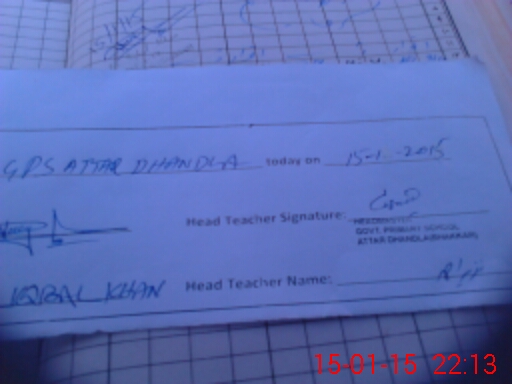 GPS ATTAR DHANDLA today on 15-1-2015
Head Teacher Signature:
HEADMASTER
GOVT. PRIMARY SCHOOL
ATTAR DHANDLA
IQBAL KHAN Head Teacher Name:
15-01-15 22:13